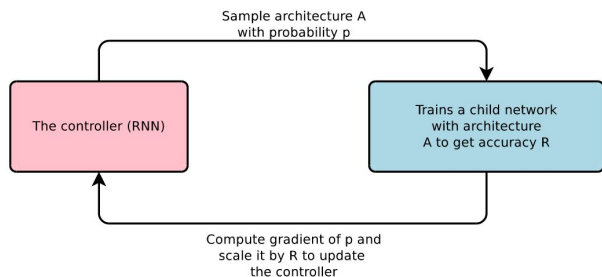 Sample architecture A
with probability p
The controller (RNN)
Trains a child network
with architecture
A to get accuracy R
Compute gradient of p and
scale it by R to update
the controller